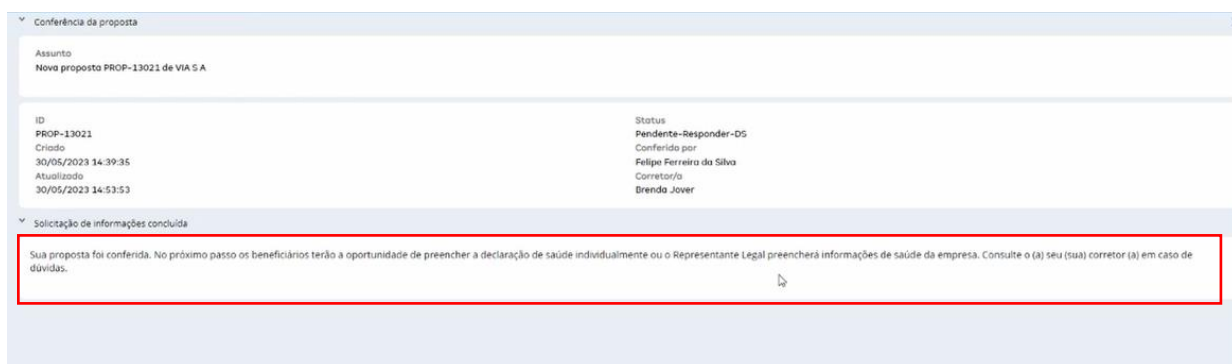 Conferência da proposta
Assunto
Nova proposta PROP-13021 de VIA S A
ID
PROP-13021
Criado
30/05/2023 14:39:35
Atualizado
30/05/2023 14:53:53
Status
Pendente-Responder-DS
Conferido por
Felipe Ferreira da Silva
Corretor/a
Brenda Jover
Solicitação de informações concluída
Sua proposta foi conferida. No próximo passo os beneficiários terão a oportunidade de preencher a declaração de saúde individualmente ou o Representante Legal preencherá informações de saúde da empresa. Consulte o (a) seu (sua) corretor (a) em caso de
dúvidas.